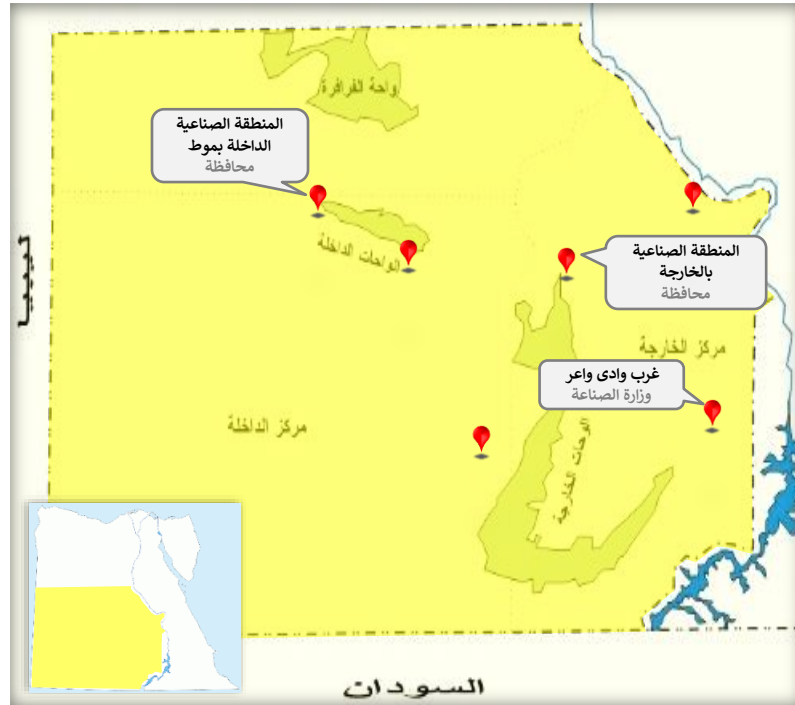 واحة الفرافرة
المنطقة الصناعية
الداخلة بموط
محافظة
الواحات الداخلة
ليبيا
المنطقة الصناعية
بالخارجة
محافظة
مركز الخارجة
غرب وادى واعر
وزارة الصناعة
مركز الداخلة
الوحات الخارجة
السودان